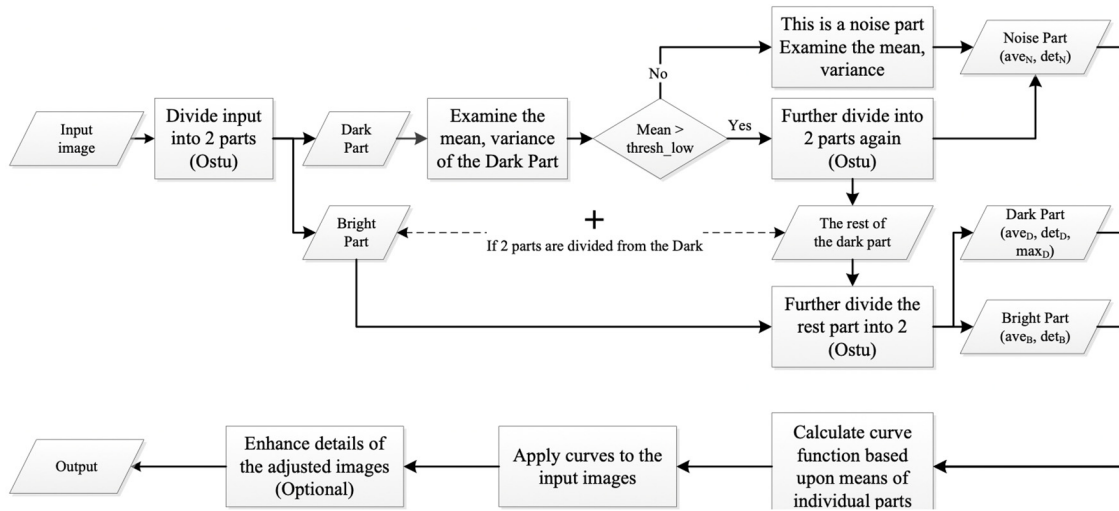 This is a noise part
Examine the mean,
variance
Noise Part
(aveN, detN)
No
Input
image
Divide input
into 2 parts
(Ostu)
Dark
Part
Examine the
mean, variance
of the Dark Part
Mean >
thresh_low
Yes
Further divide into
2 parts again
(Ostu)
Bright
Part
+
If 2 parts are divided from the Dark
The rest of
the dark part
Dark Part
(aveD, detD,
maxD)
Further divide the
rest part into 2
(Ostu)
Bright Part
(aveB, detB)
Output
Enhance details of
the adjusted images
(Optional)
Apply curves to the
input images
Calculate curve
function based
upon means of
individual parts